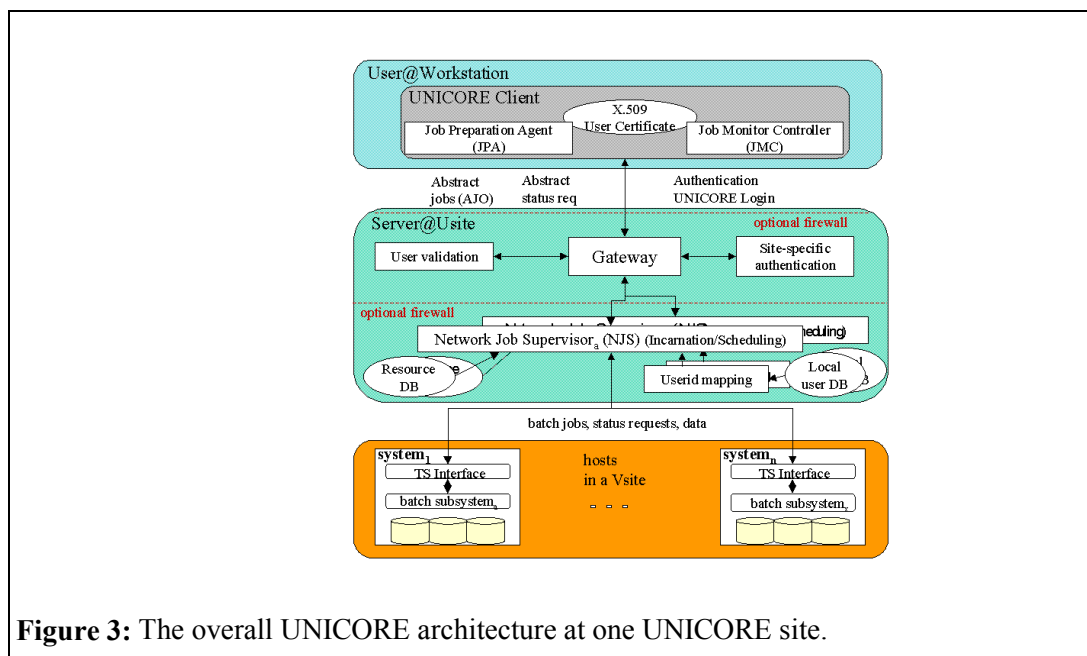 User@Workstation
UNICORE Client
X.509
User Certificate
Job Preparation Agent
(JPA)
Job Monitor Controller
(JMC)
Abstract
jobs (AJO)
Abstract
status req
Authentication
UNICORE Login
optional firewall
Server@Usite
User validation
Gateway
Site-specific
authentication
optional firewall
Network Job Supervisorₐ (NJS) (Incarnation/Scheduling)
Resource
DB
Userid mapping
Local
user DB
batch jobs, status requests, data
system₁
TS Interface
batch subsystemₐ
hosts
in a Vsite
- - -
systemₙ
TS Interface
batch subsystem
Figure 3: The overall UNICORE architecture at one UNICORE site.